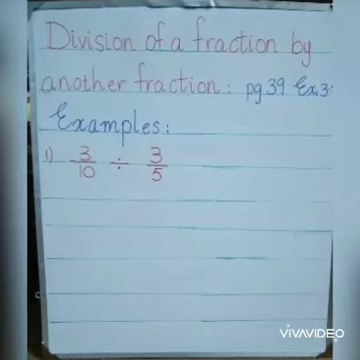 Division of a fraction by
another fraction: pg 39 Ex 3:
Examples:
1) 3/10 ÷ 3/5
VIVAVIDEO